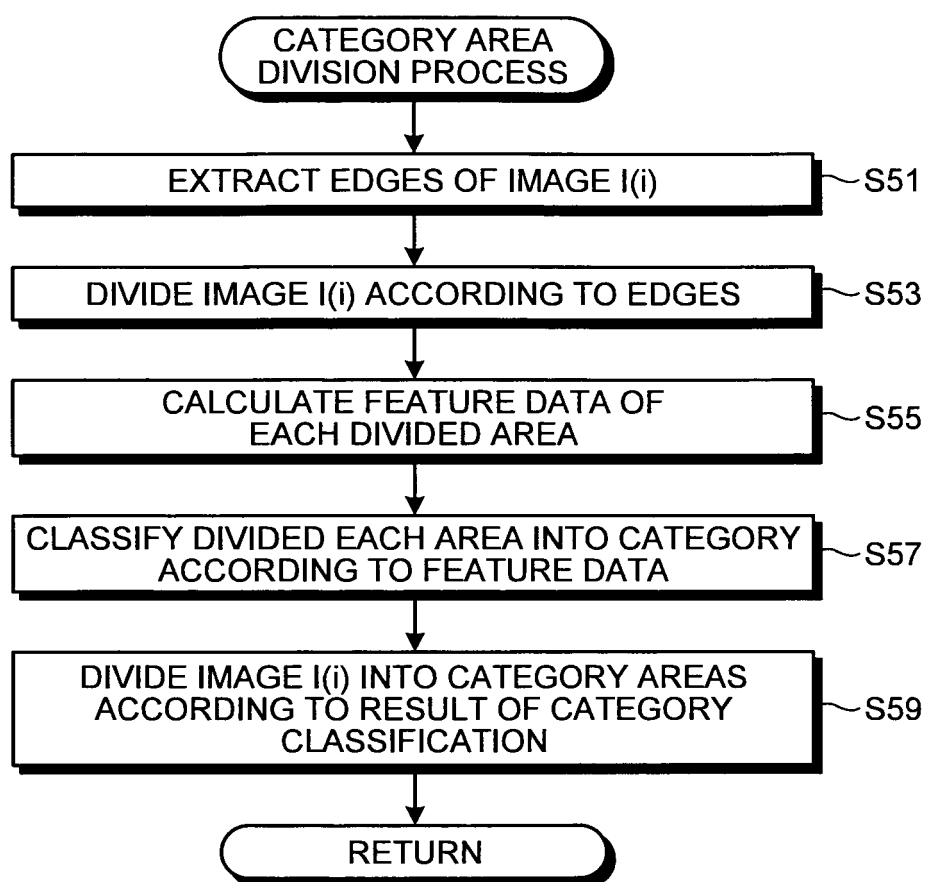 CATEGORY AREA
DIVISION PROCESS
EXTRACT EDGES OF IMAGE I(i)
S51
DIVIDE IMAGE I(i) ACCORDING TO EDGES
S53
CALCULATE FEATURE DATA OF
EACH DIVIDED AREA
S55
CLASSIFY DIVIDED EACH AREA INTO CATEGORY
ACCORDING TO FEATURE DATA
S57
DIVIDE IMAGE I(i) INTO CATEGORY AREAS
ACCORDING TO RESULT OF CATEGORY
CLASSIFICATION
S59
RETURN